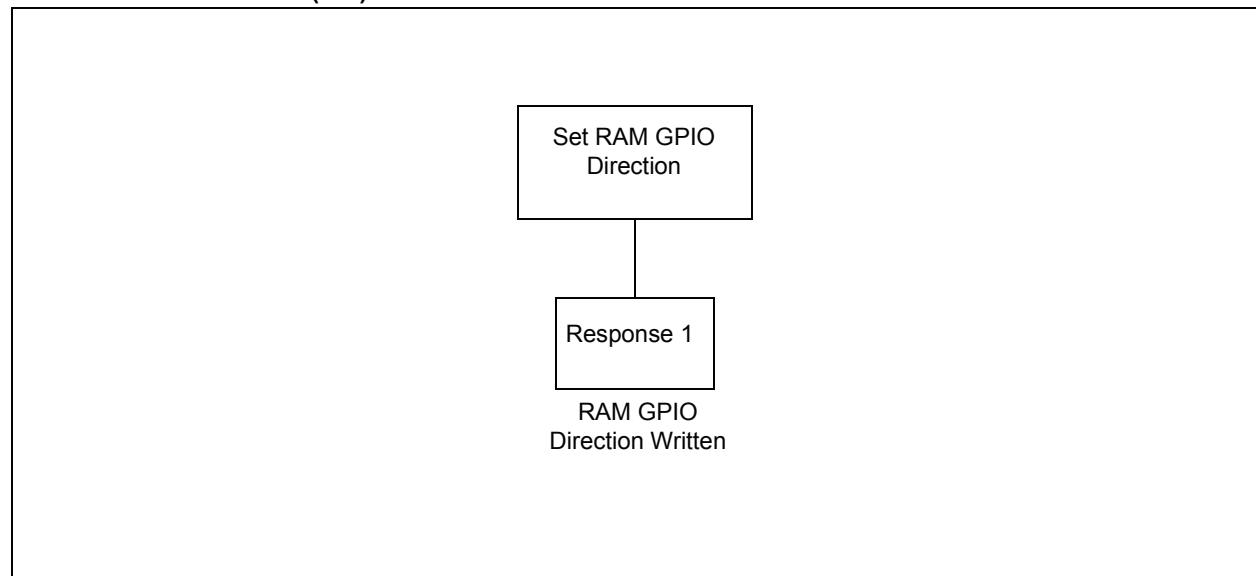 Set RAM GPIO
Direction
Response 1
RAM GPIO
Direction Written